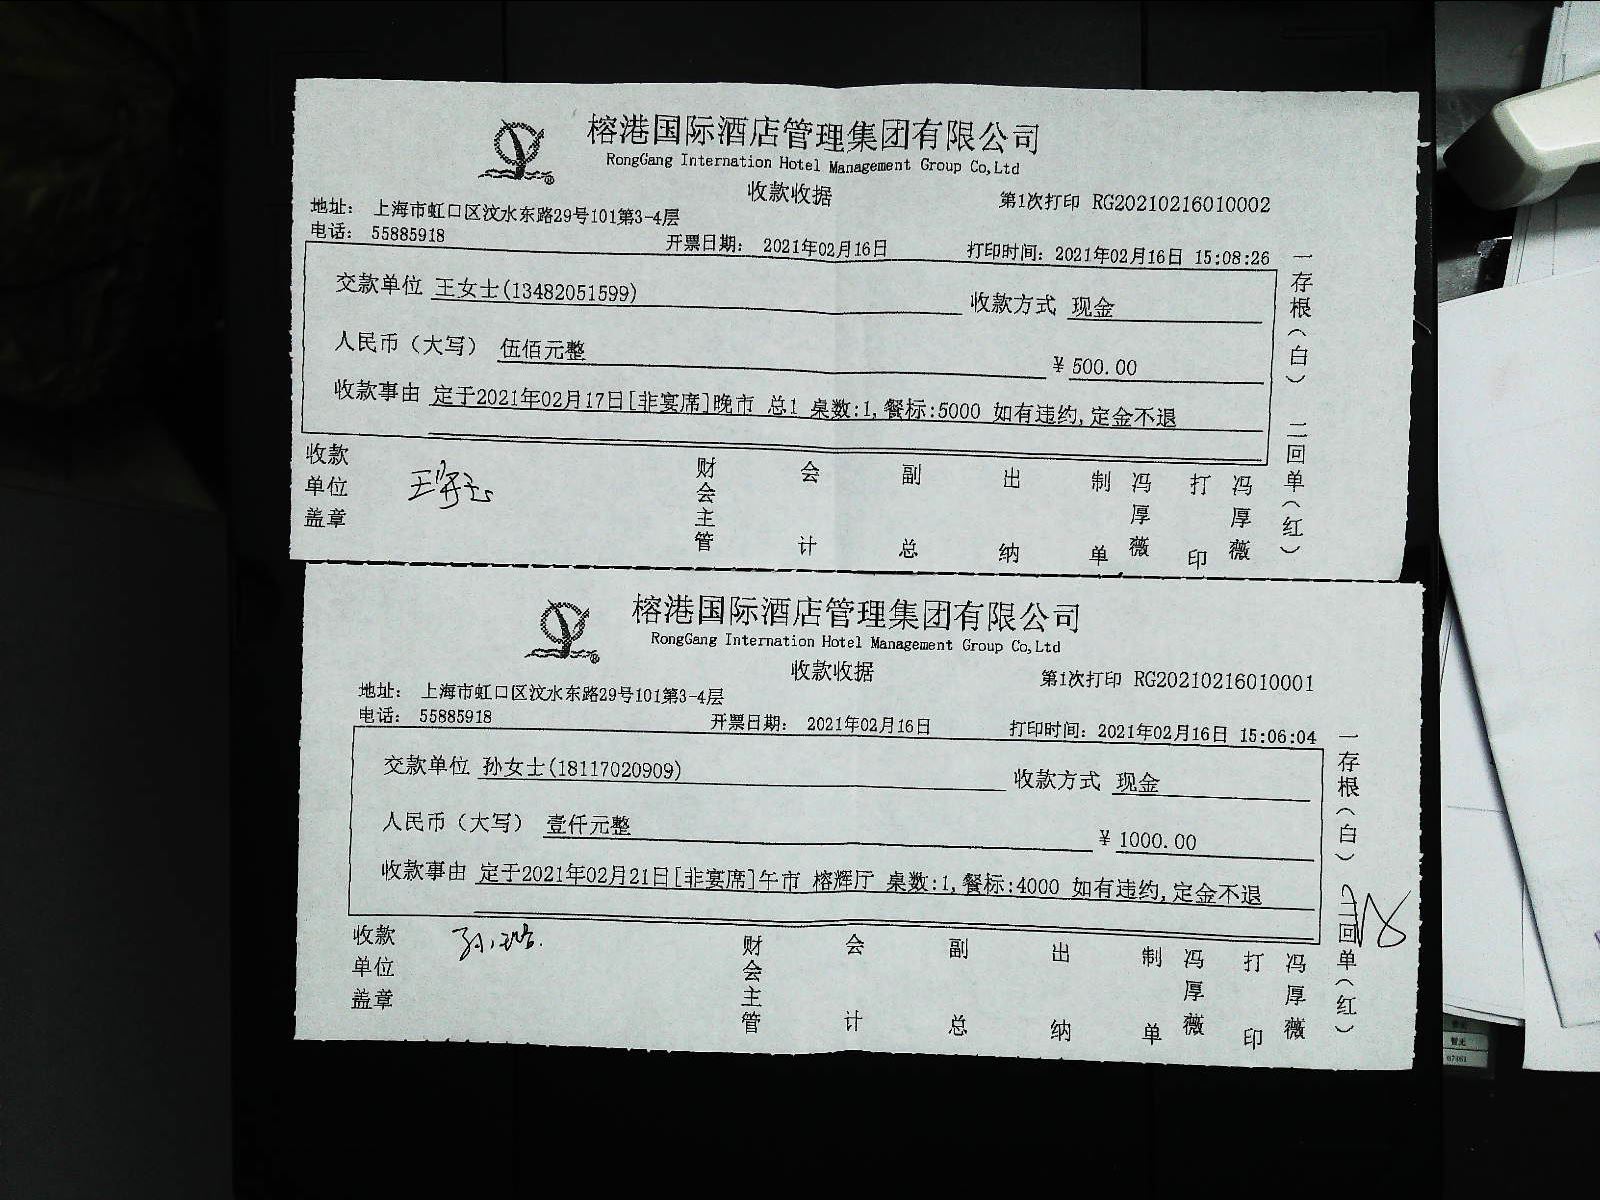 榕港国际酒店管理集团有限公司
RongGang Internation Hotel Management Group Co,Ltd
收款收据
第1次打印 RG20210216010002
地址： 上海市虹口区汶水东路29号101第3-4层
电话： 55885918
开票日期： 2021年02月16日
打印时间：2021年02月16日 15:08:26
交款单位 王女士(13482051599)
收款方式 现金
人民币（大写） 伍佰元整
¥ 500.00
收款事由 定于2021年02月17日[非宴席]晚市 总1 桌数:1,餐标:5000 如有违约,定金不退
收款单位盖章
财会主管
会计
副总
出纳
制单
冯厚薇
打印
冯厚薇
一存根（白） 二回单（红）
榕港国际酒店管理集团有限公司
RongGang Internation Hotel Management Group Co,Ltd
收款收据
第1次打印 RG20210216010001
地址： 上海市虹口区汶水东路29号101第3-4层
电话： 55885918
开票日期： 2021年02月16日
打印时间：2021年02月16日 15:06:04
交款单位 孙女士(18117020909)
收款方式 现金
人民币（大写） 壹仟元整
¥ 1000.00
收款事由 定于2021年02月21日[非宴席]午市 榕辉厅 桌数:1,餐标:4000 如有违约,定金不退
收款单位盖章
财会主管
会计
副总
出纳
制单
冯厚薇
打印
冯厚薇
一存根（白） 二回单（红）